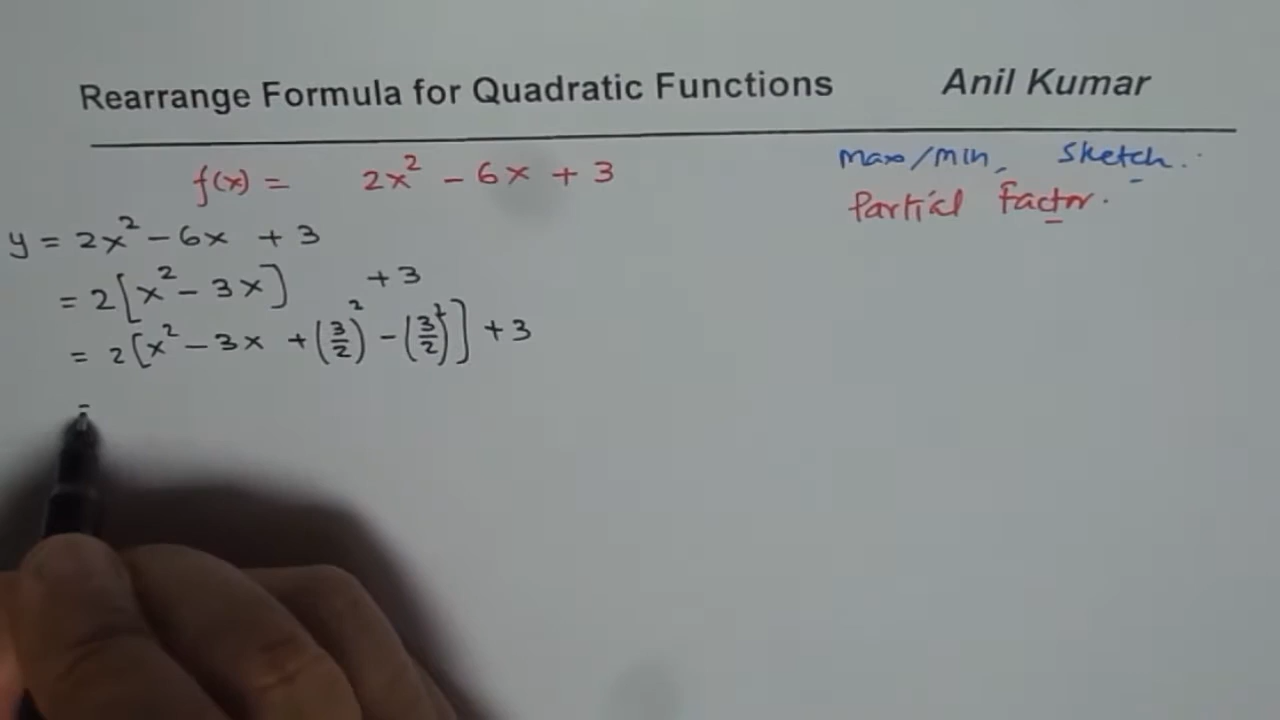 Rearrange Formula for Quadratic Functions Anil Kumar
f(x) = 2x² - 6x + 3
max/min, sketch.
Partial factor.
y = 2x² - 6x + 3
= 2[x² - 3x] + 3
= 2[x² - 3x + (3/2)² - (3/2)²] + 3